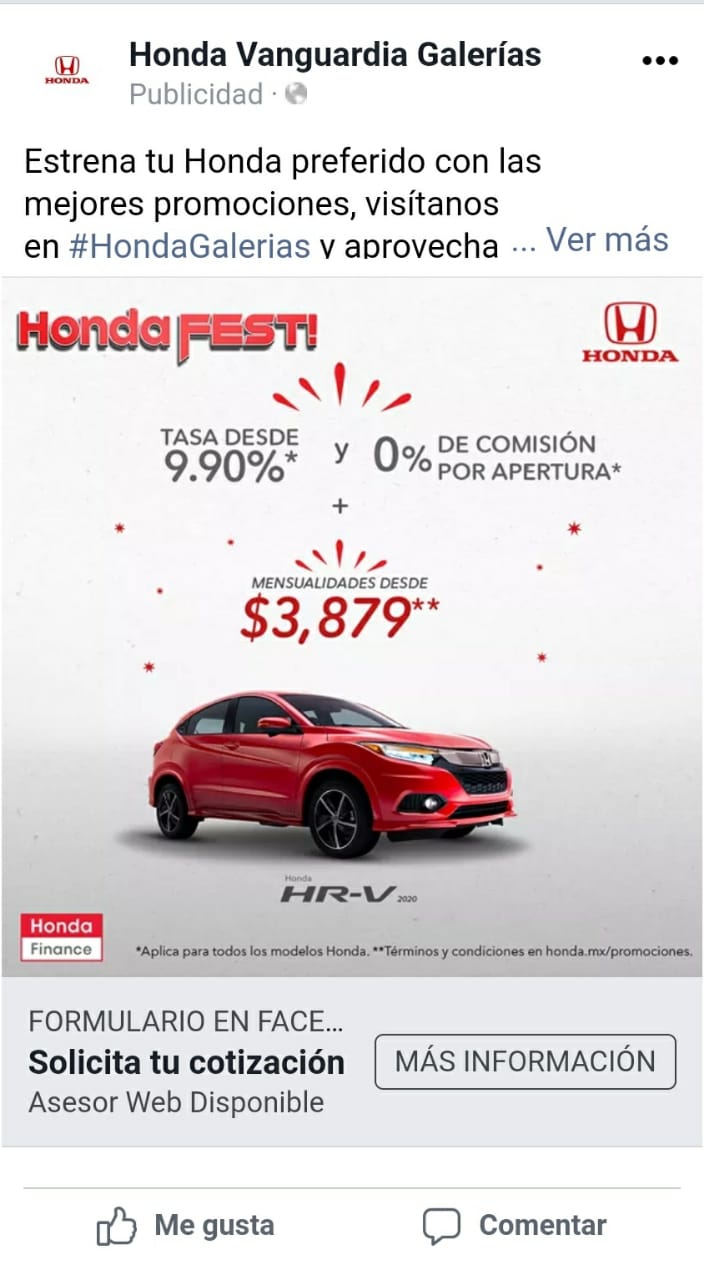 HONDA
Honda Vanguardia Galerías
Publicidad ·
Estrena tu Honda preferido con las
mejores promociones, visítanos
en #HondaGalerias y aprovecha ... Ver más
Honda FEST!
HONDA
TASA DESDE
9.90%*
y
0% DE COMISIÓN
POR APERTURA*
+
MENSUALIDADES DESDE
$3,879**
Honda
HR-V 2020
Honda
Finance
*Aplica para todos los modelos Honda. **Términos y condiciones en honda.mx/promociones.
FORMULARIO EN FACE...
Solicita tu cotización
Asesor Web Disponible
MÁS INFORMACIÓN
Me gusta
Comentar